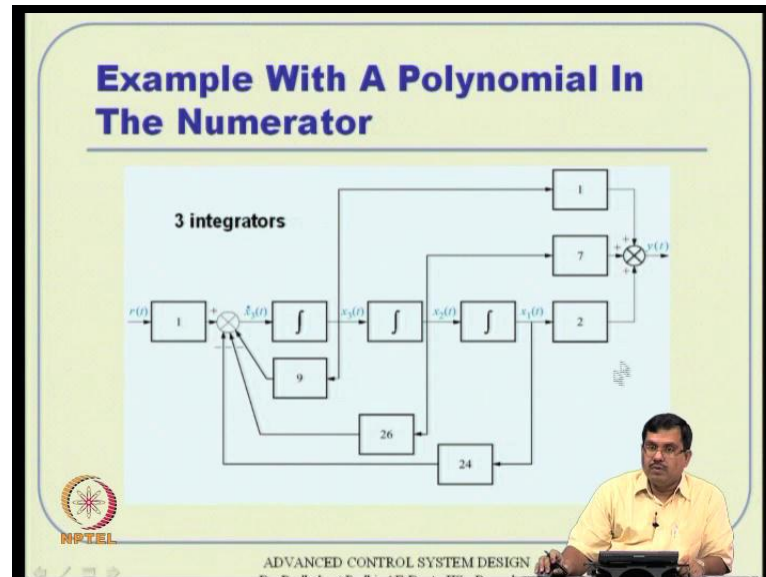 Example With A Polynomial In
The Numerator
3 integrators
1
7
y(t)
r(t)
1
ẋ₃(t)
∫
x₃(t)
∫
x₂(t)
∫
x₁(t)
2
9
26
24
NPTEL
ADVANCED CONTROL SYSTEM DESIGN